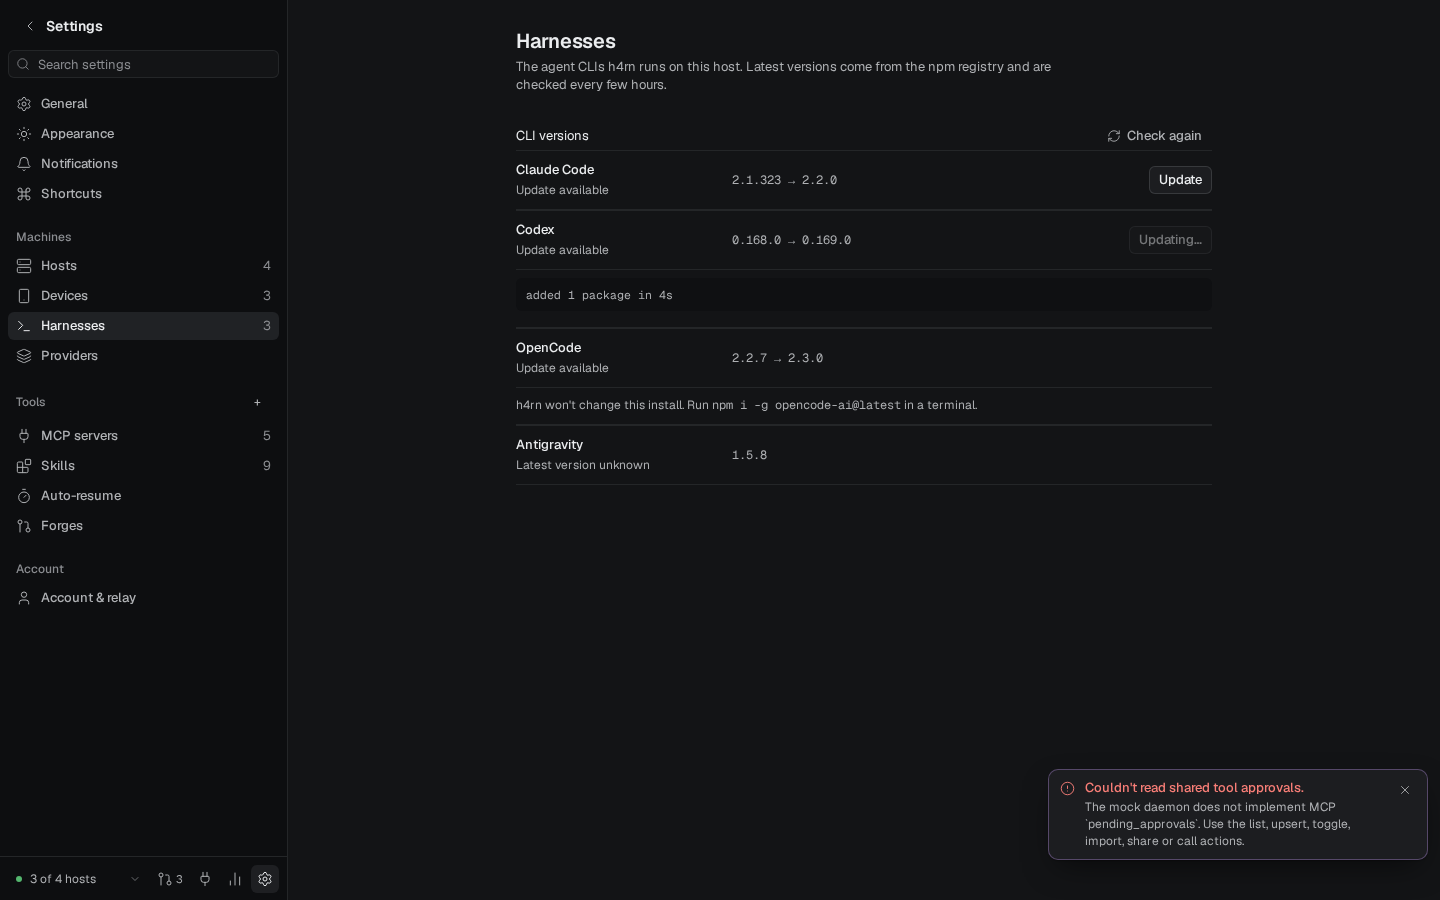 Settings
Search settings
General
Appearance
Notifications
Shortcuts
Machines
Hosts 4
Devices 3
Harnesses 3
Providers
Tools +
MCP servers 5
Skills 9
Auto-resume
Forges
Account
Account & relay
3 of 4 hosts 3
Harnesses
The agent CLIs h4rn runs on this host. Latest versions come from the npm registry and are
checked every few hours.
CLI versions Check again
Claude Code
Update available
2.1.323 → 2.2.0
Update
Codex
Update available
0.168.0 → 0.169.0
Updating…
added 1 package in 4s
OpenCode
Update available
2.2.7 → 2.3.0
h4rn won't change this install. Run npm i -g opencode-ai@latest in a terminal.
Antigravity
Latest version unknown
1.5.8
Couldn't read shared tool approvals.
The mock daemon does not implement MCP
`pending_approvals`. Use the list, upsert, toggle,
import, share or call actions.